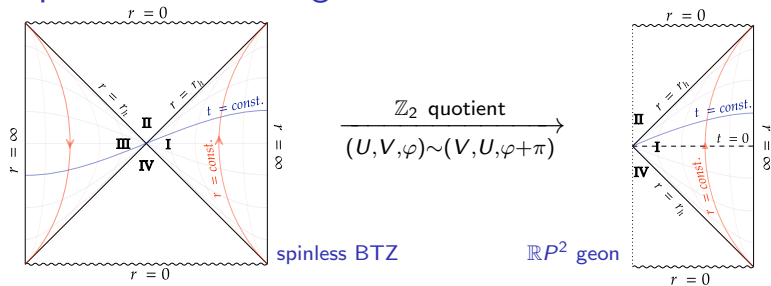 r = 0
r = r_h
r = r_h
II
t = const.
III
I
IV
r = const.
r = ∞
r = ∞
r = 0
spinless BTZ
ℤ₂ quotient
(U,V,φ)~(V,U,φ+π)
r = 0
r = r_h
II
t = const.
I
t = 0
IV
r = r_h
r = const.
r = ∞
r = 0
ℝP² geon